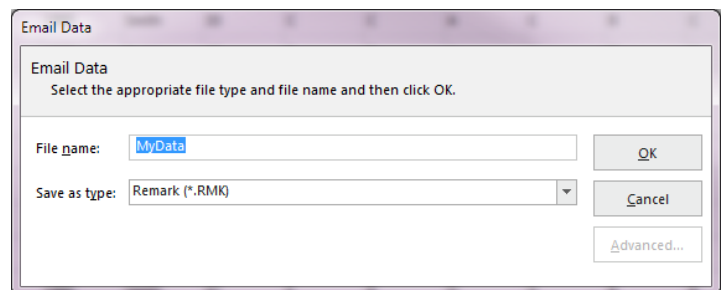 Email Data
Email Data
Select the appropriate file type and file name and then click OK.
File name:
MyData
OK
Save as type:
Remark (*.RMK)
Cancel
Advanced...